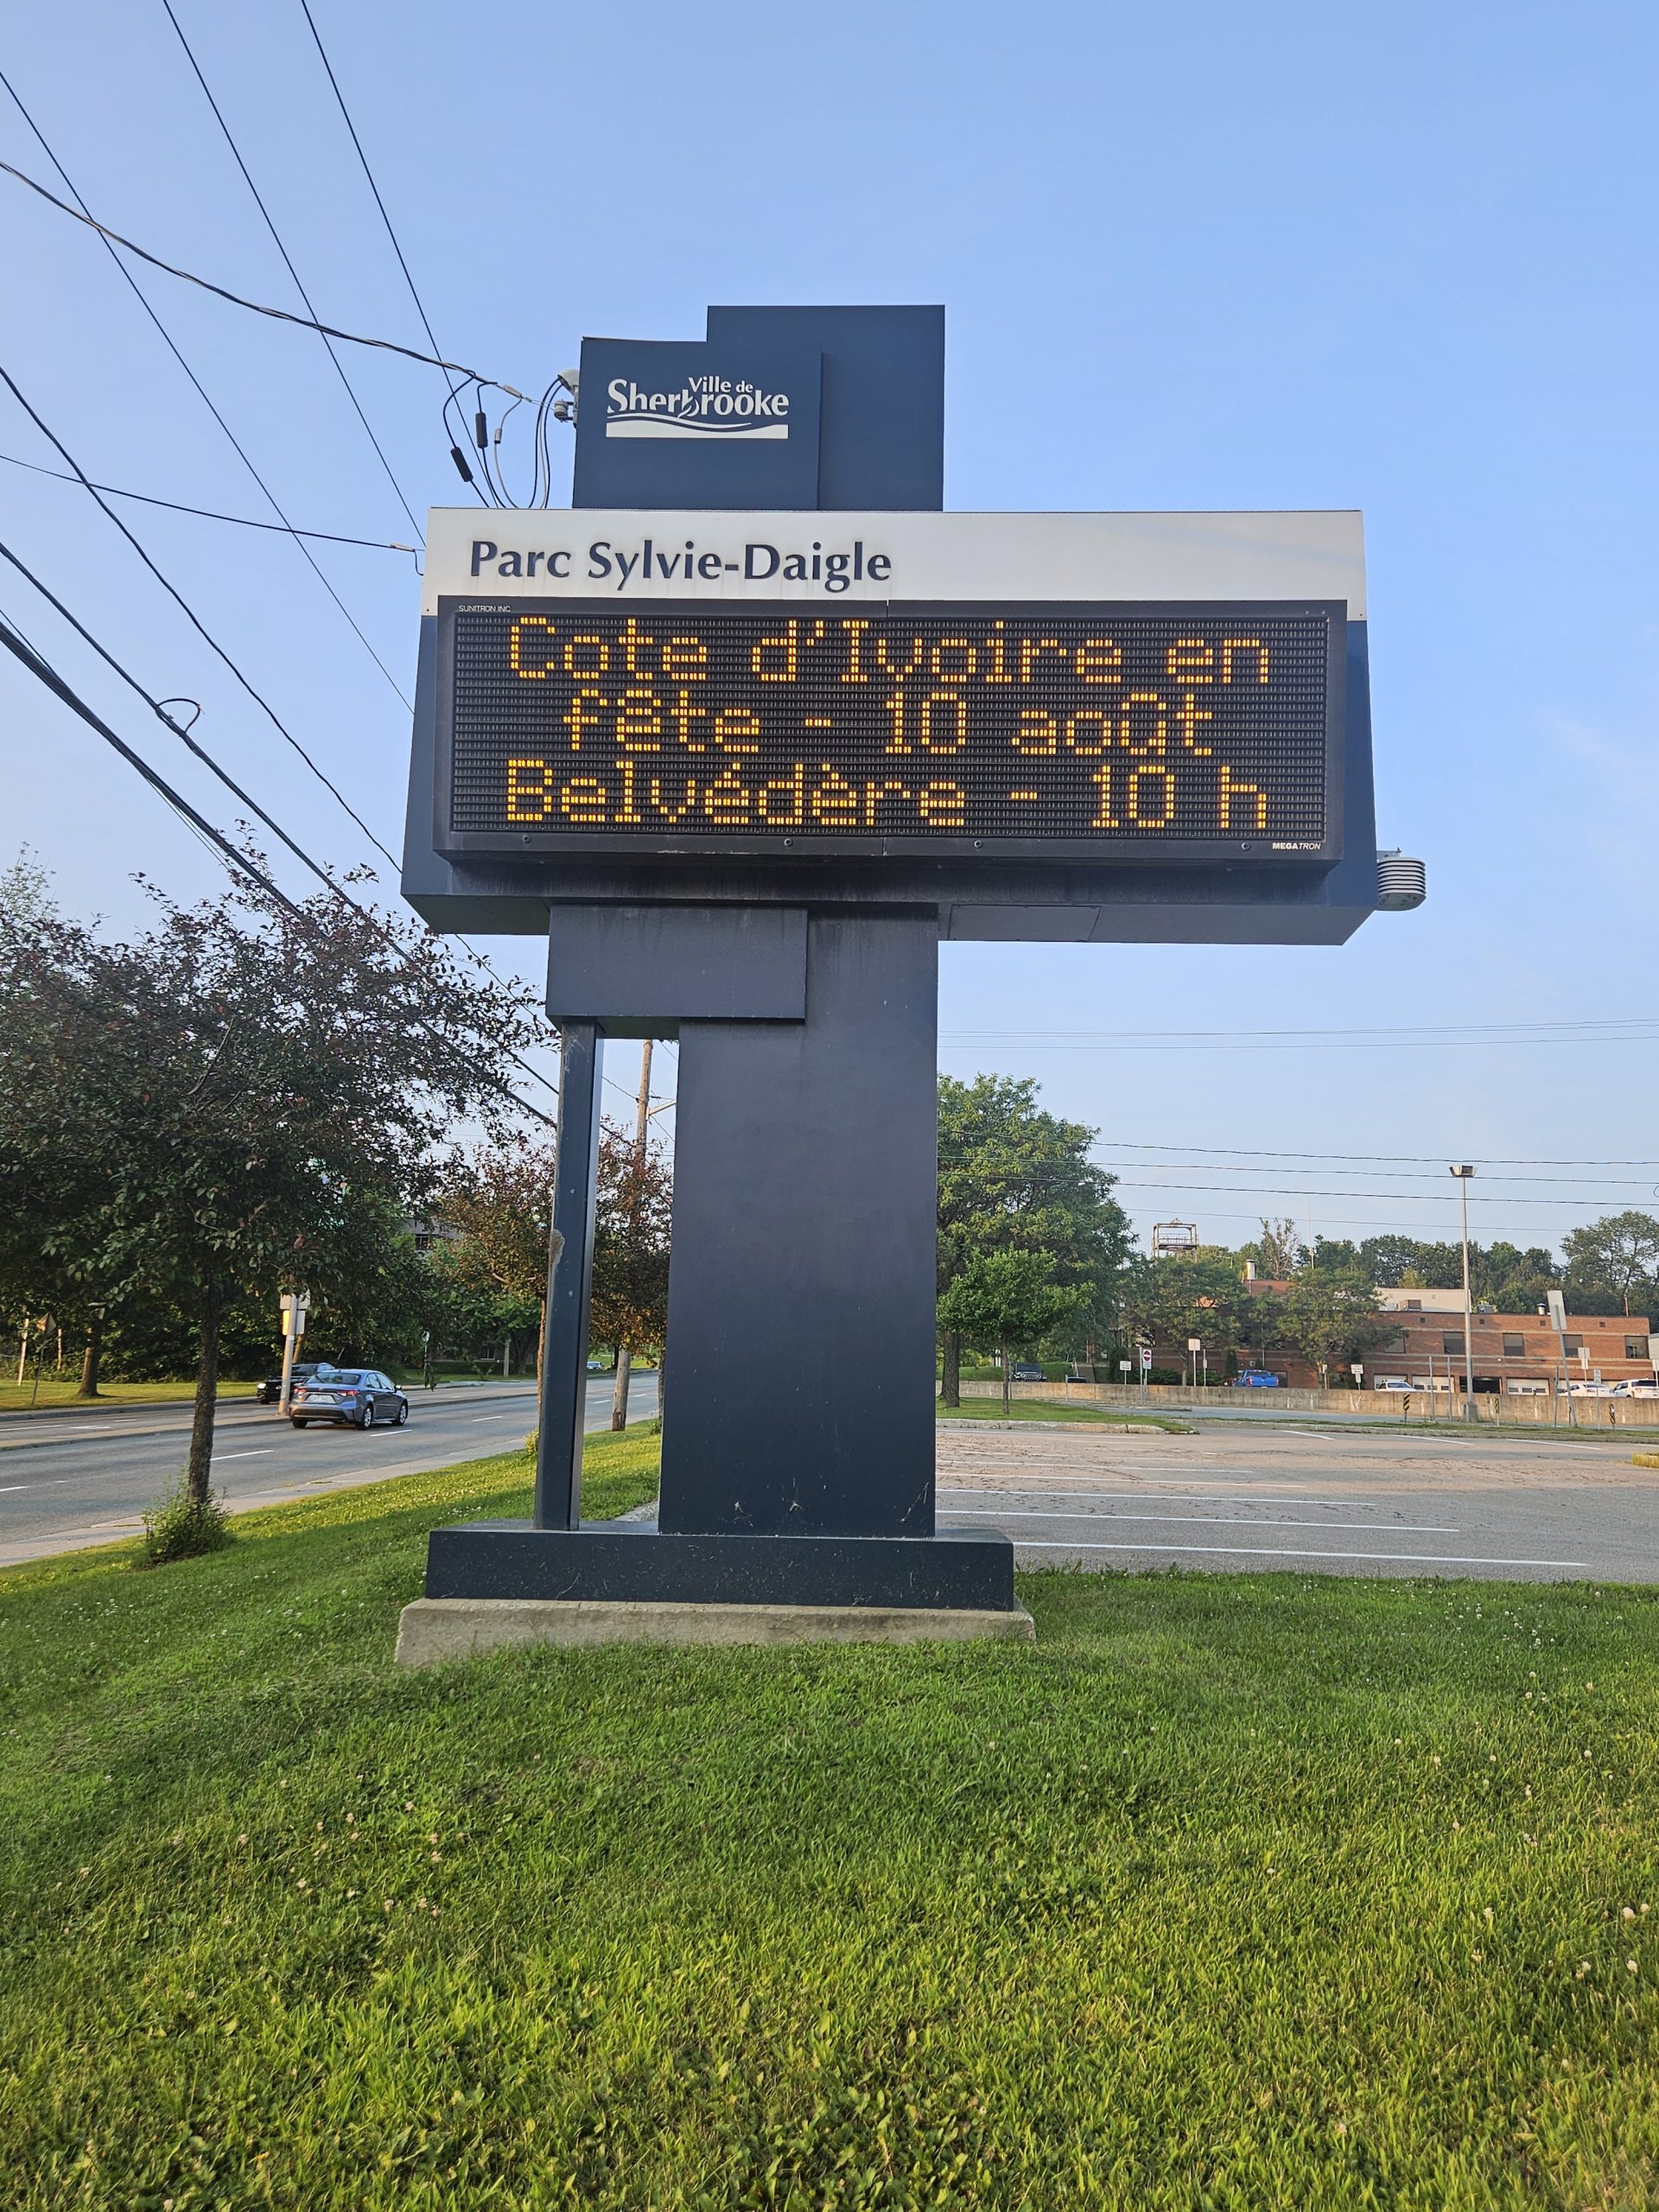 Ville de
Sherbrooke
Parc Sylvie-Daigle
SUNITRON INC
Cote d'Ivoire en
fête - 10 août
Belvédère - 10 h
MEGATRON